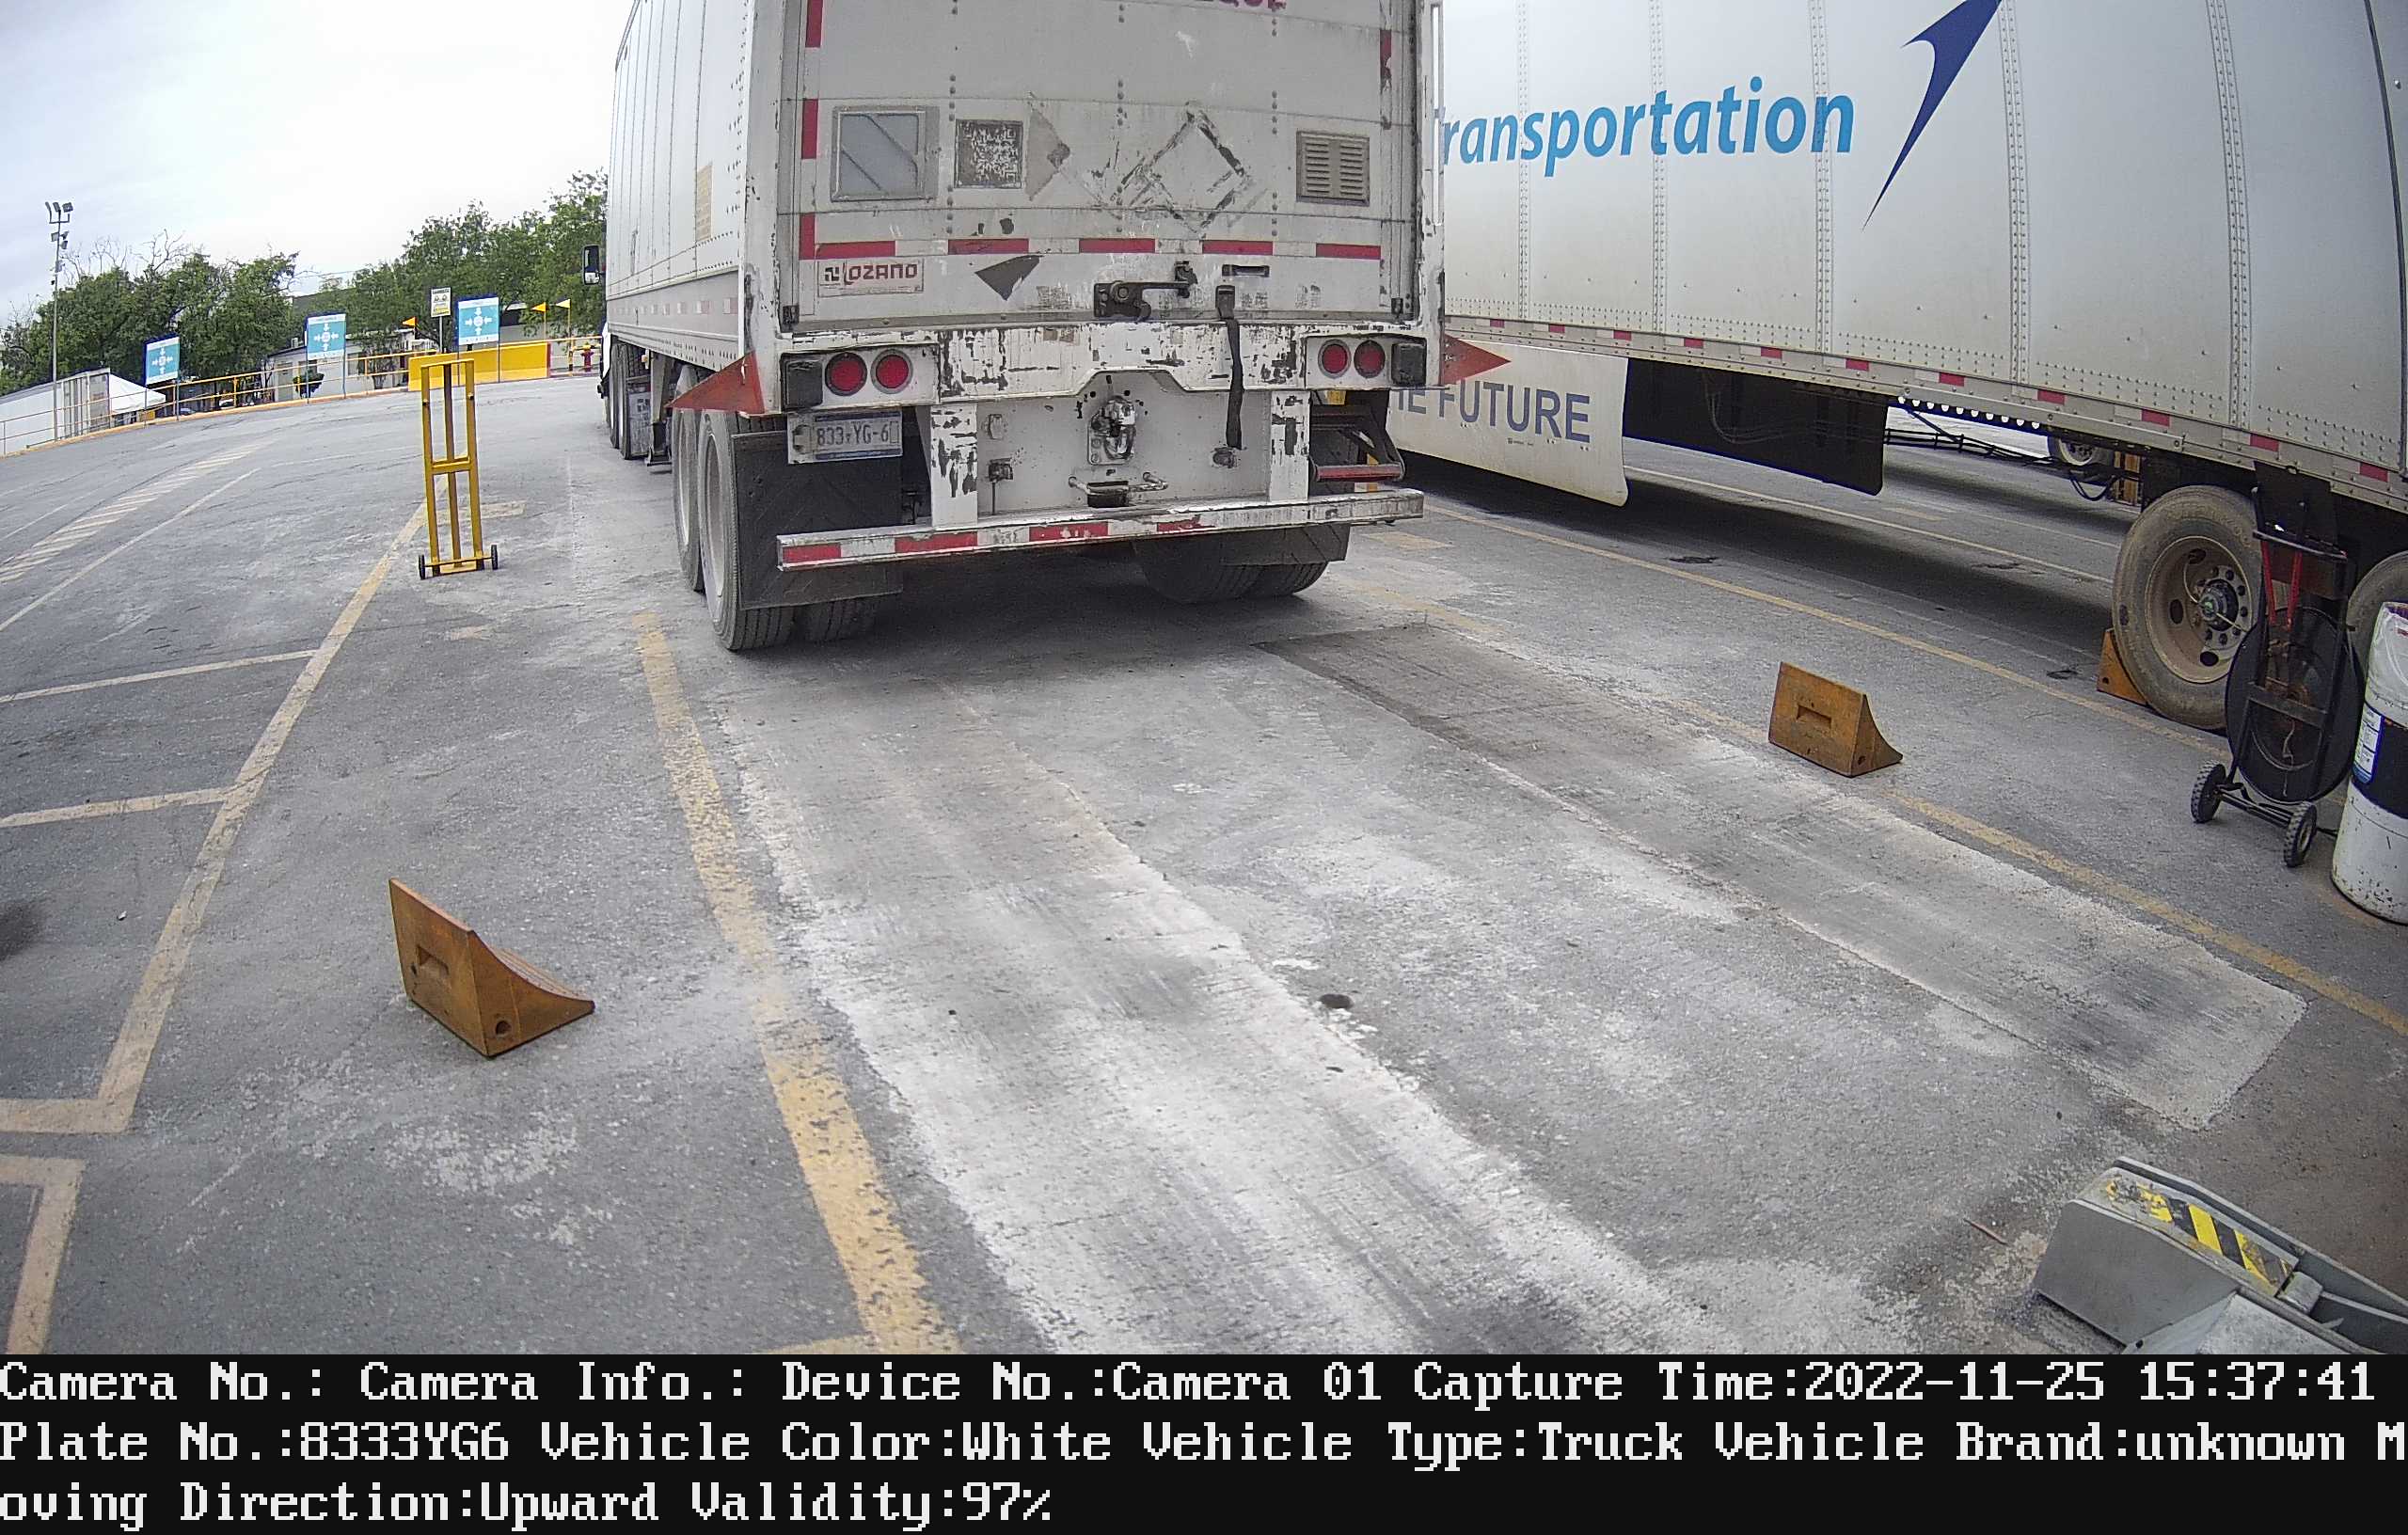 ransportation
LOZANO
HE FUTURE
833-YG-6
Camera No.: Camera Info.: Device No.:Camera 01 Capture Time:2022-11-25 15:37:41
Plate No.:8333YG6 Vehicle Color:White Vehicle Type:Truck Vehicle Brand:unknown M
oving Direction:Upward Validity:97%